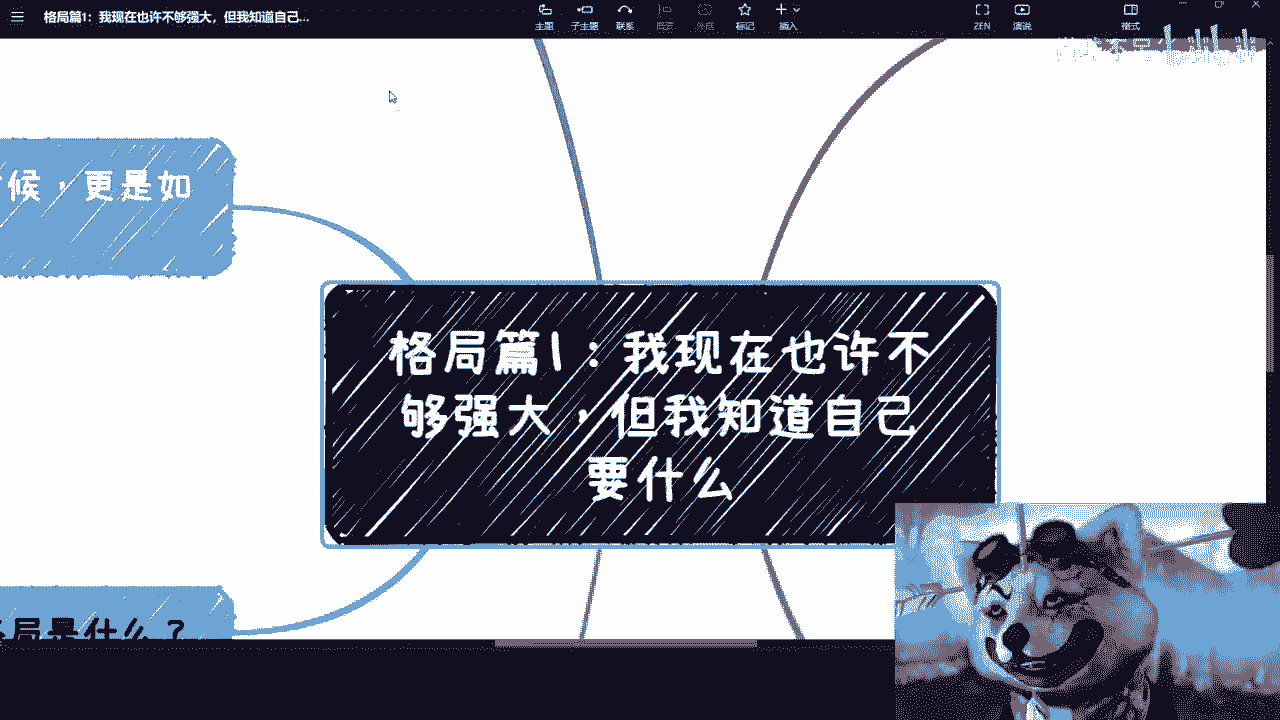 格局篇1：我现在也许不够强大，但我知道自己...
主题 子主题 联系 概要 外框 标记 插入 ZEN 演说 格式
候，更是如
格局篇1：我现在也许不
够强大，但我知道自己
要什么
局是什么？